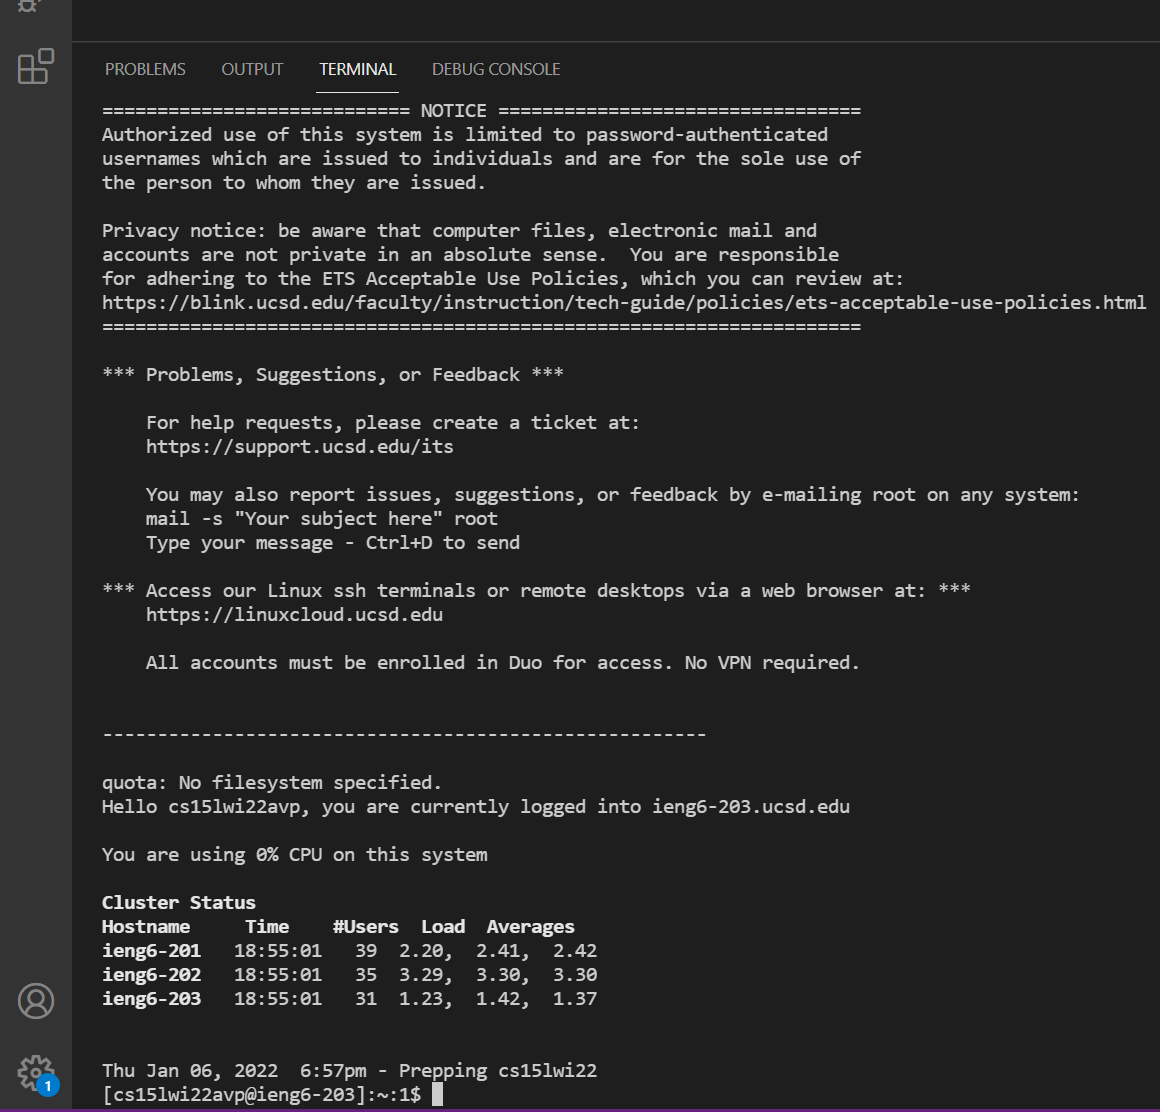 PROBLEMS OUTPUT TERMINAL DEBUG CONSOLE
============================ NOTICE =================================
Authorized use of this system is limited to password-authenticated
usernames which are issued to individuals and are for the sole use of
the person to whom they are issued.
Privacy notice: be aware that computer files, electronic mail and
accounts are not private in an absolute sense.  You are responsible
for adhering to the ETS Acceptable Use Policies, which you can review at:
https://blink.ucsd.edu/faculty/instruction/tech-guide/policies/ets-acceptable-use-policies.html
=====================================================================
*** Problems, Suggestions, or Feedback ***
For help requests, please create a ticket at:
https://support.ucsd.edu/its
You may also report issues, suggestions, or feedback by e-mailing root on any system:
mail -s "Your subject here" root
Type your message - Ctrl+D to send
*** Access our Linux ssh terminals or remote desktops via a web browser at: ***
https://linuxcloud.ucsd.edu
All accounts must be enrolled in Duo for access. No VPN required.
-------------------------------------------------------
quota: No filesystem specified.
Hello cs15lwi22avp, you are currently logged into ieng6-203.ucsd.edu
You are using 0% CPU on this system
Cluster Status
Hostname     Time    #Users  Load  Averages
ieng6-201   18:55:01   39  2.20,  2.41,  2.42
ieng6-202   18:55:01   35  3.29,  3.30,  3.30
ieng6-203   18:55:01   31  1.23,  1.42,  1.37
Thu Jan 06, 2022  6:57pm - Prepping cs15lwi22
[cs15lwi22avp@ieng6-203]:~:1$
1